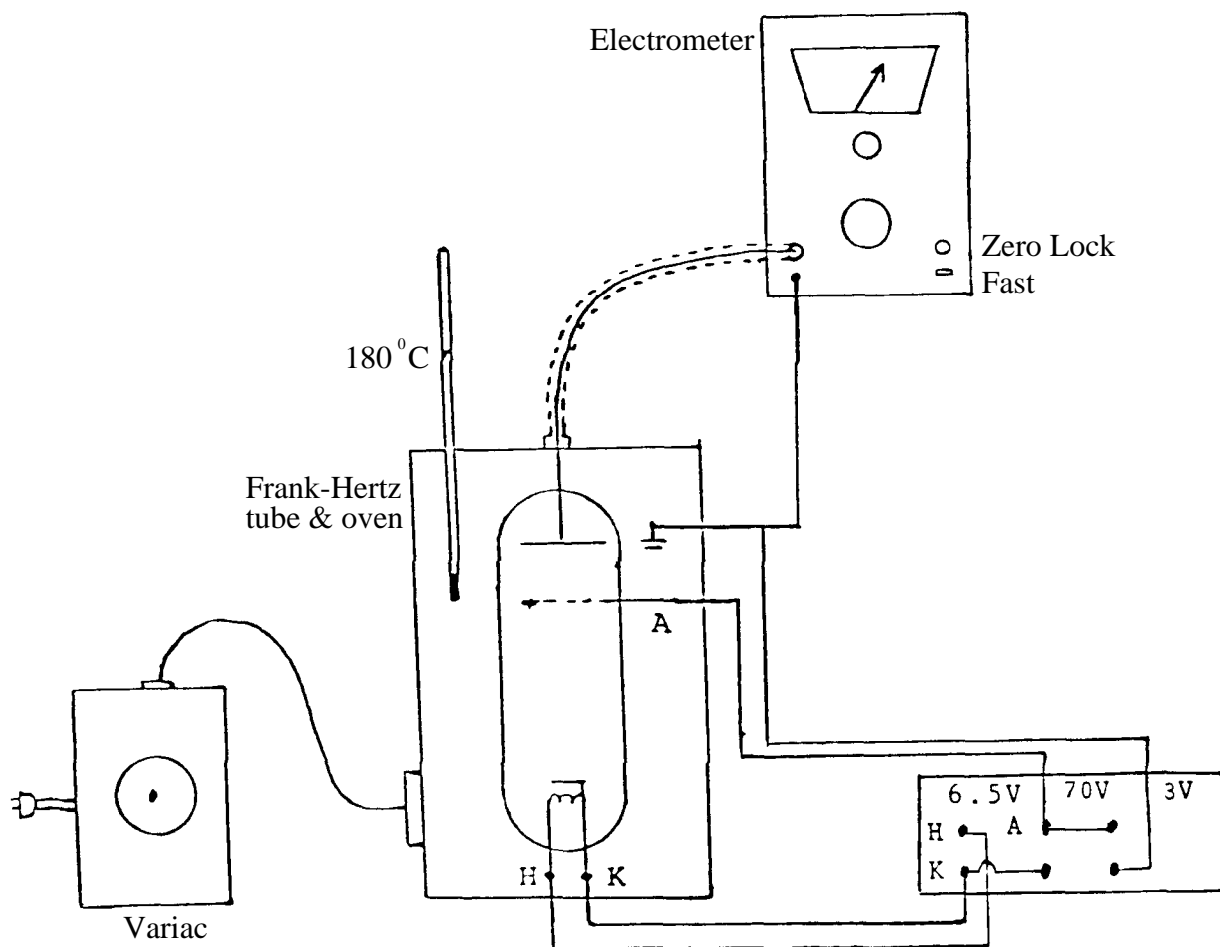 Electrometer
Zero Lock
Fast
180 °C
Frank-Hertz
tube & oven
A
6.5V 70V 3V
H A
K
H K
Variac